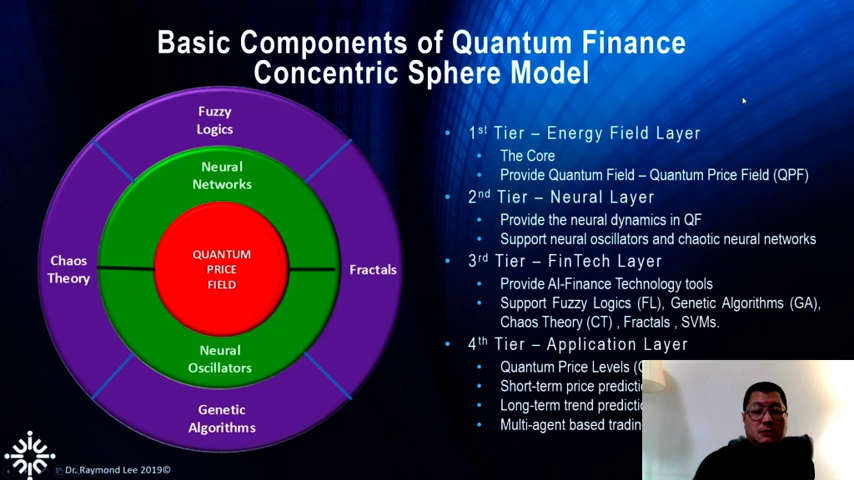 Basic Components of Quantum Finance
Concentric Sphere Model
Fuzzy
Logics
Neural
Networks
QUANTUM
PRICE
FIELD
Chaos
Theory
Fractals
Neural
Oscillators
Genetic
Algorithms
• 1st Tier – Energy Field Layer
• The Core
• Provide Quantum Field – Quantum Price Field (QPF)
• 2nd Tier – Neural Layer
• Provide the neural dynamics in QF
• Support neural oscillators and chaotic neural networks
• 3rd Tier – FinTech Layer
• Provide AI-Finance Technology tools
• Support Fuzzy Logics (FL), Genetic Algorithms (GA),
Chaos Theory (CT) , Fractals , SVMs.
• 4th Tier – Application Layer
• Quantum Price Levels
• Short-term price
• Long-term trend
• Multi-agent based
Dr. Raymond Lee 2019©